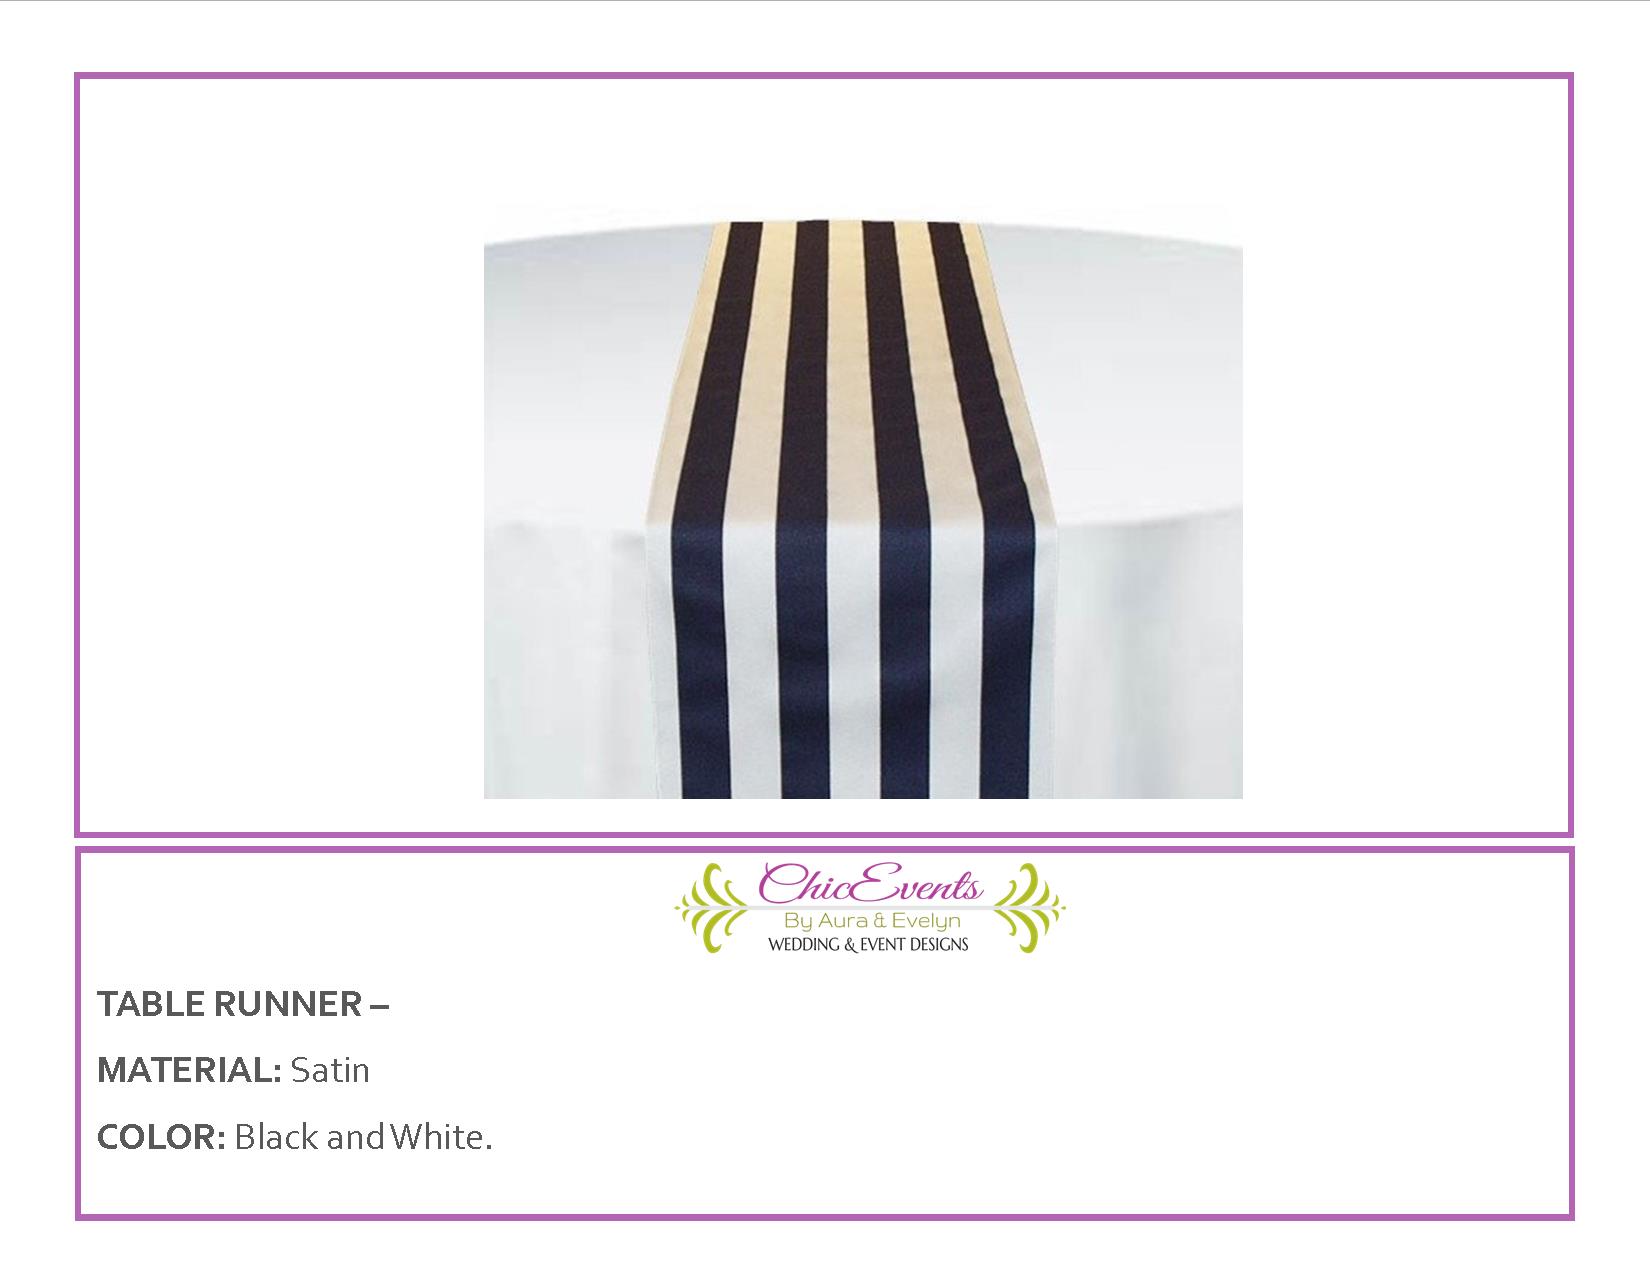 ChicEvents
By Aura & Evelyn
WEDDING & EVENT DESIGNS
TABLE RUNNER –
MATERIAL: Satin
COLOR: Black and White.